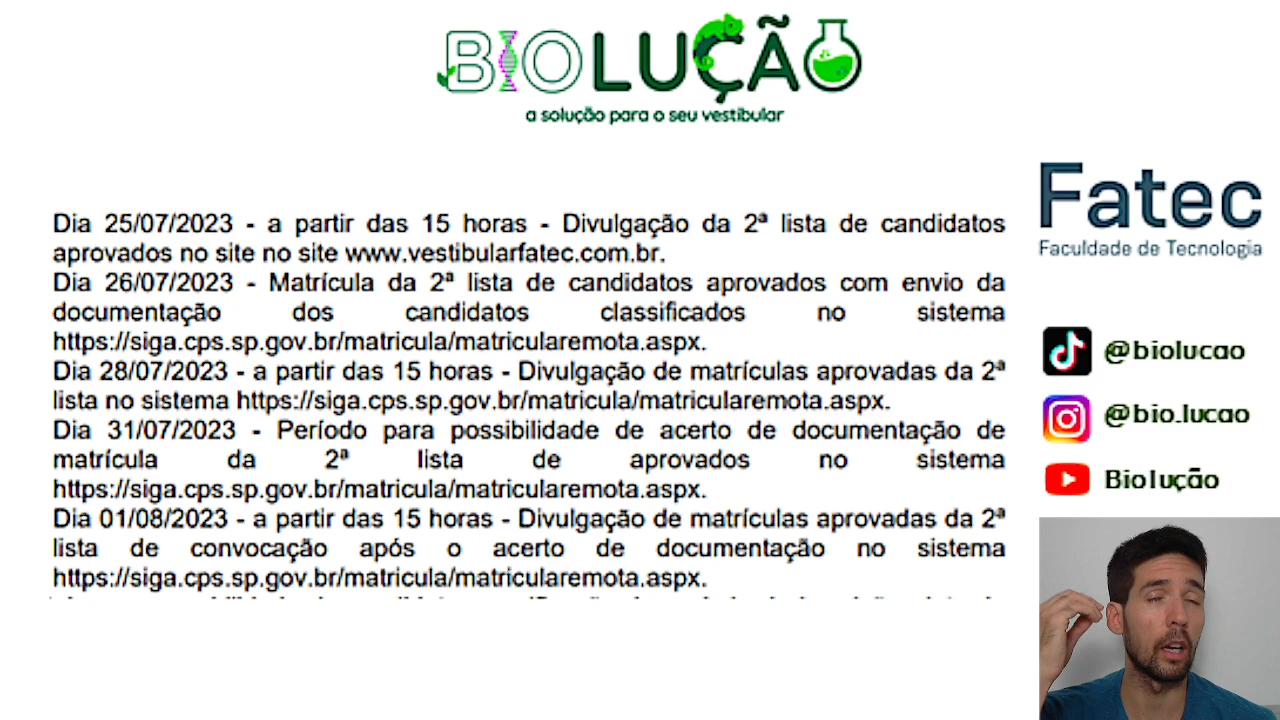 BIOLUÇÃO
a solução para o seu vestibular
Dia 25/07/2023 - a partir das 15 horas - Divulgação da 2ª lista de candidatos
aprovados no site no site www.vestibularfatec.com.br.
Dia 26/07/2023 - Matrícula da 2ª lista de candidatos aprovados com envio da
documentação dos candidatos classificados no sistema
https://siga.cps.sp.gov.br/matricula/matricularemota.aspx.
Dia 28/07/2023 - a partir das 15 horas - Divulgação de matrículas aprovadas da 2ª
lista no sistema https://siga.cps.sp.gov.br/matricula/matricularemota.aspx.
Dia 31/07/2023 - Período para possibilidade de acerto de documentação de
matrícula da 2ª lista de aprovados no sistema
https://siga.cps.sp.gov.br/matricula/matricularemota.aspx.
Dia 01/08/2023 - a partir das 15 horas - Divulgação de matrículas aprovadas da 2ª
lista de convocação após o acerto de documentação no sistema
https://siga.cps.sp.gov.br/matricula/matricularemota.aspx.
Fatec
Faculdade de Tecnologia
@biolucao
@bio.lucao
Biolução